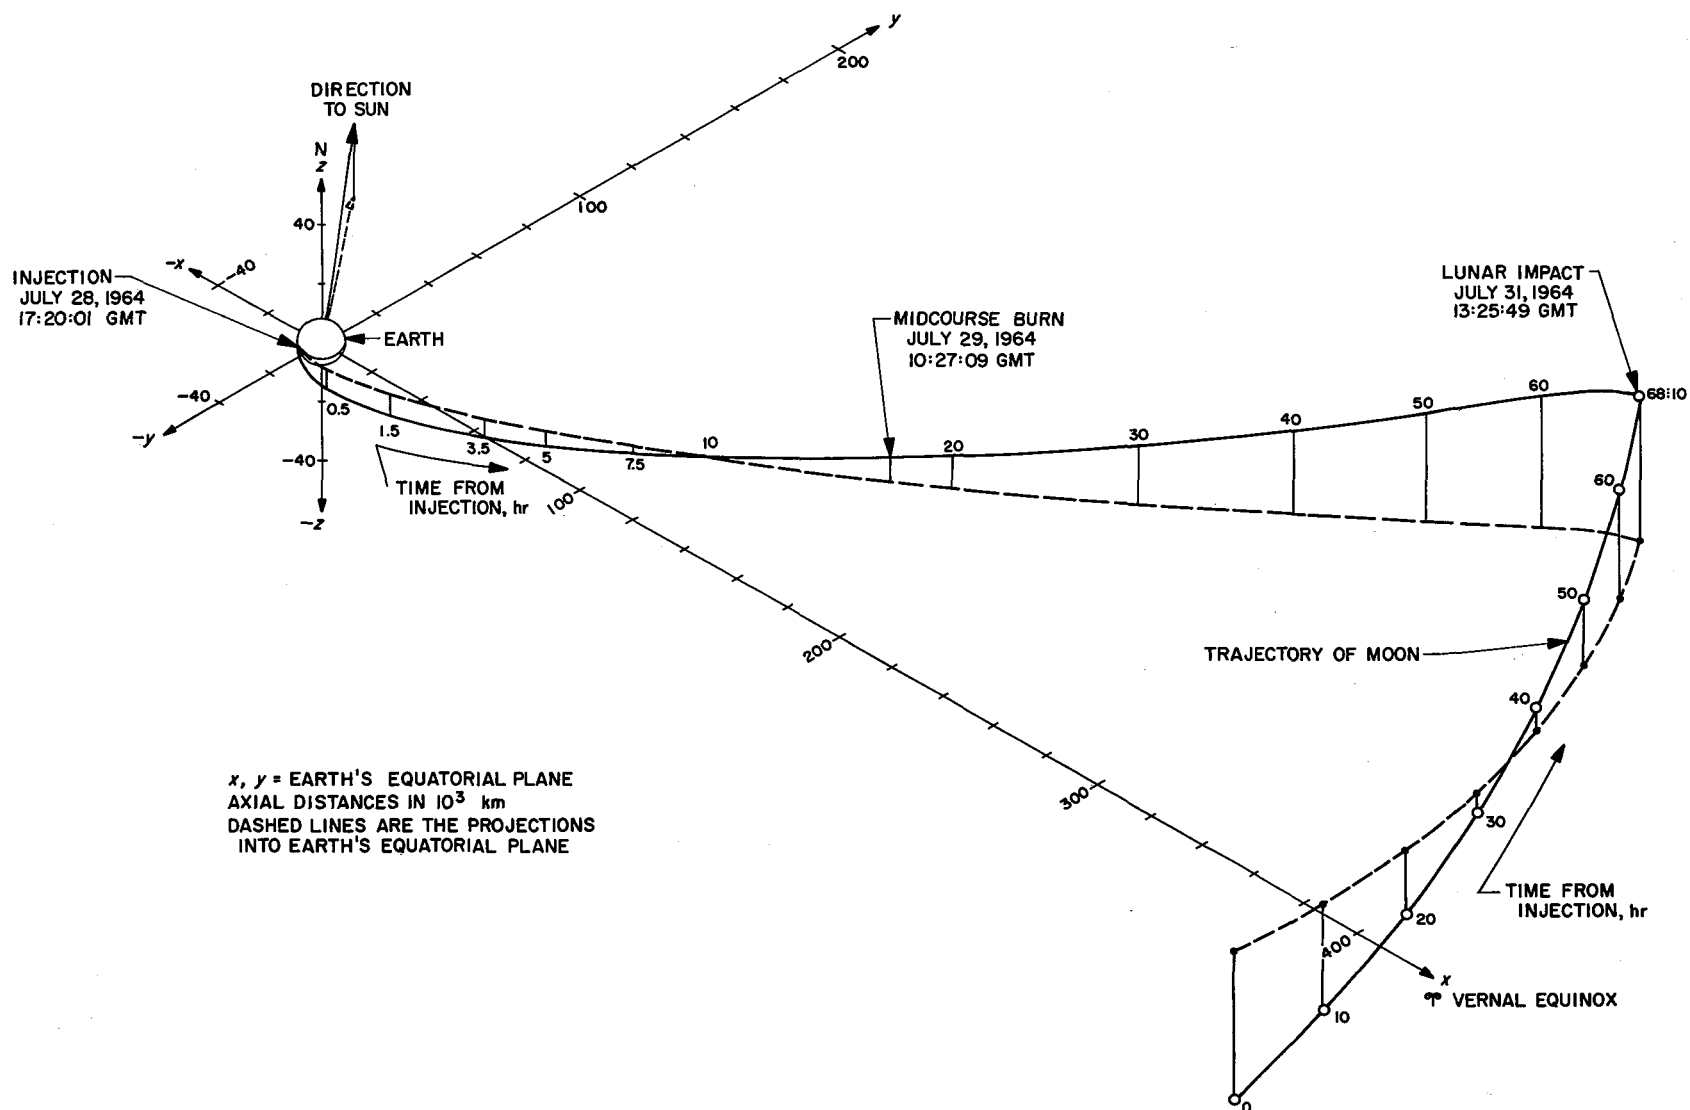 y
200
100
DIRECTION
TO SUN
N
z
40
-x
-40
INJECTION
JULY 28, 1964
17:20:01 GMT
EARTH
-40
-y
-40
-z
0.5
1.5
3.5
5
7.5
10
20
30
40
50
60
68:10
TIME FROM
INJECTION, hr
MIDCOURSE BURN
JULY 29, 1964
10:27:09 GMT
LUNAR IMPACT
JULY 31, 1964
13:25:49 GMT
100
200
300
400
x
♈ VERNAL EQUINOX
60
50
40
30
20
10
0
TRAJECTORY OF MOON
TIME FROM
INJECTION, hr
x, y = EARTH'S EQUATORIAL PLANE
AXIAL DISTANCES IN 10³ km
DASHED LINES ARE THE PROJECTIONS
INTO EARTH'S EQUATORIAL PLANE